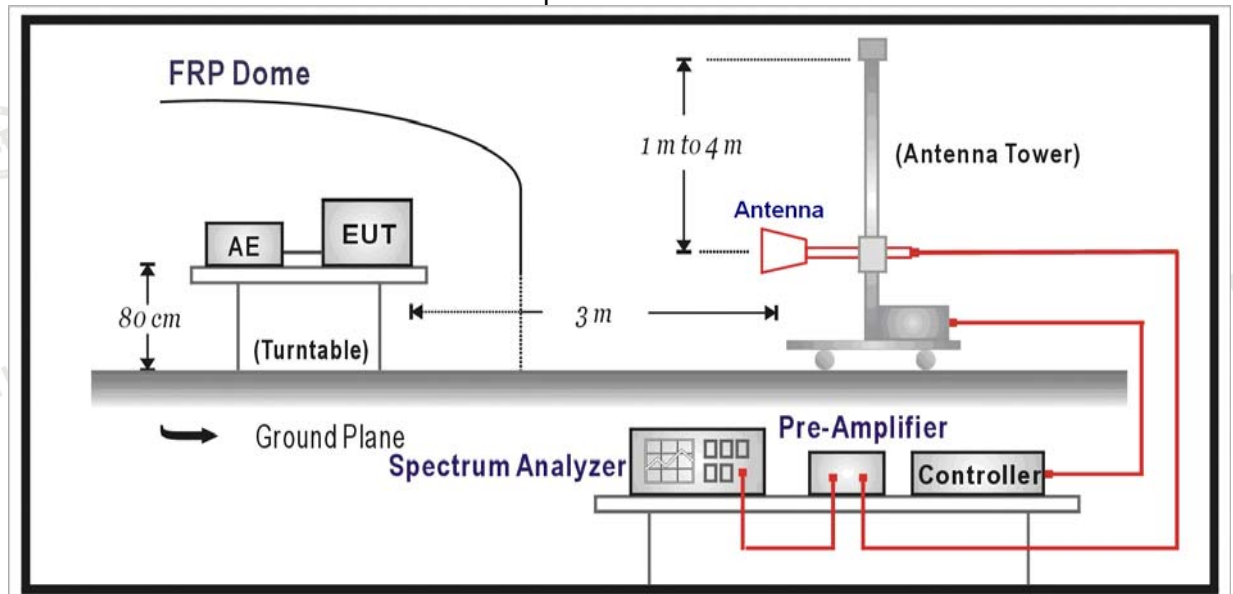 FRP Dome
1 m to 4 m
(Antenna Tower)
Antenna
AE
EUT
80 cm
3 m
(Turntable)
Ground Plane
Pre-Amplifier
Spectrum Analyzer
Controller